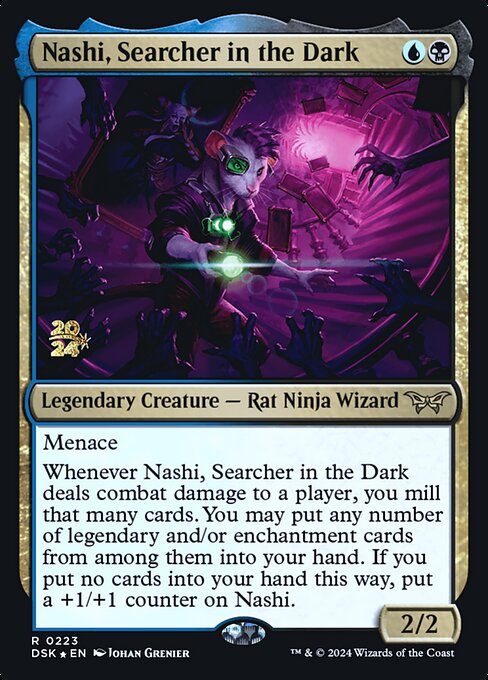 Nashi, Searcher in the Dark
2024
Legendary Creature — Rat Ninja Wizard
Menace
Whenever Nashi, Searcher in the Dark
deals combat damage to a player, you mill
that many cards. You may put any number
of legendary and/or enchantment cards
from among them into your hand. If you
put no cards into your hand this way, put
a +1/+1 counter on Nashi.
2/2
R 0223
DSK ★ EN Johan Grenier
™ & © 2024 Wizards of the Coast